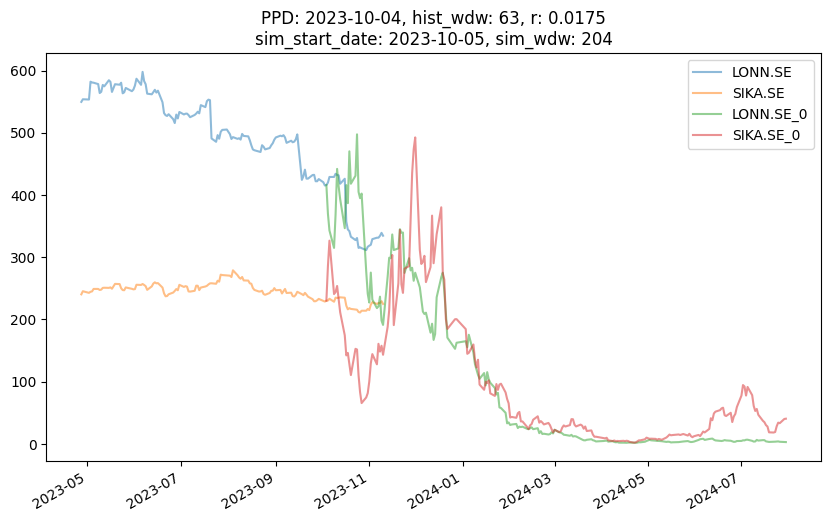 PPD: 2023-10-04, hist_wdw: 63, r: 0.0175
sim_start_date: 2023-10-05, sim_wdw: 204
LONN.SE
SIKA.SE
LONN.SE_0
SIKA.SE_0
600
500
400
300
200
100
0
2023-05
2023-07
2023-09
2023-11
2024-01
2024-03
2024-05
2024-07